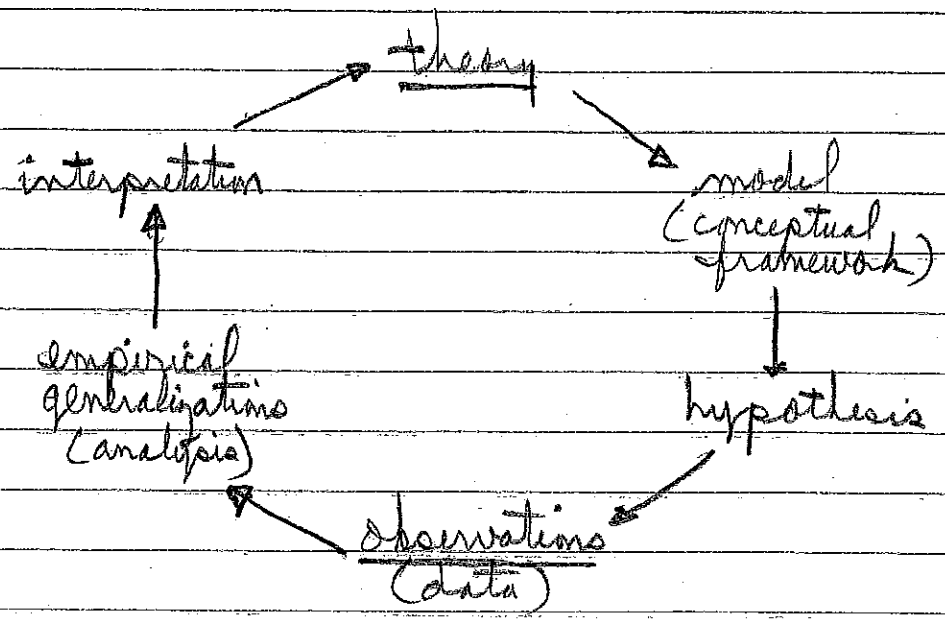 theory
interpretation
model
(conceptual
framework)
empirical
generalizations
(analysis)
hypothesis
observations
(data)